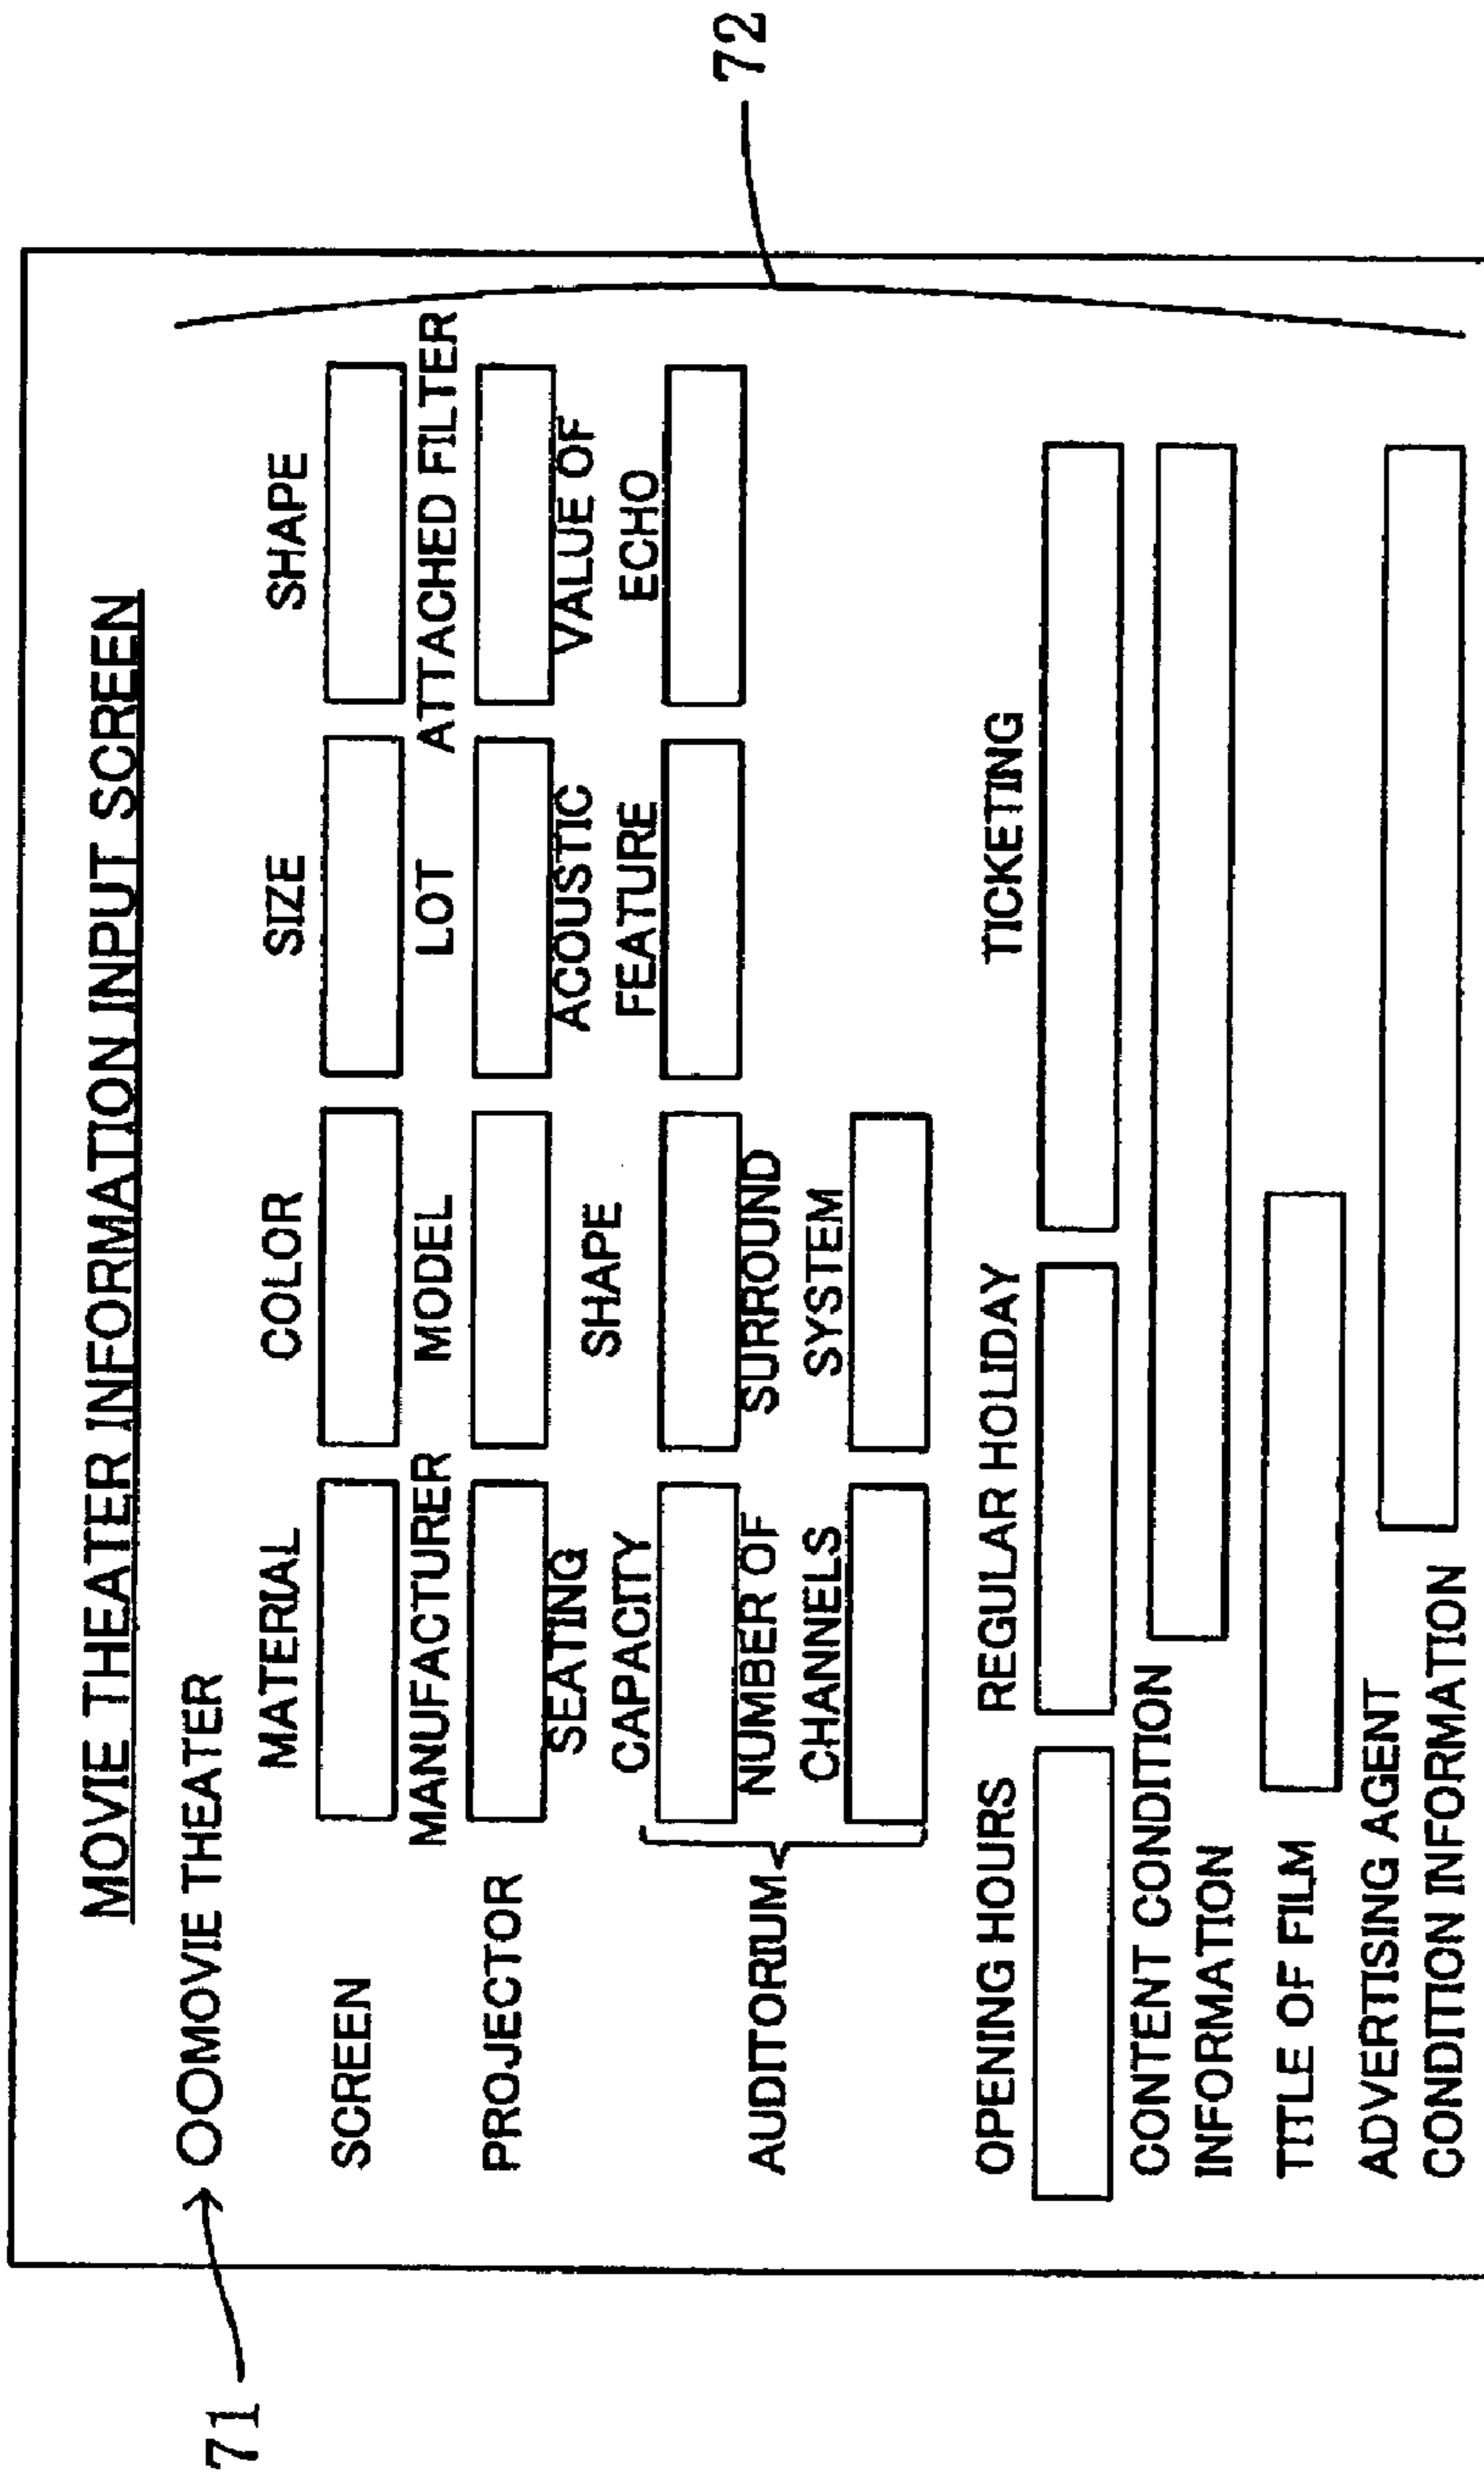 MOVIE THEATER INFORMATION INPUT SCREEN
71
○○MOVIE THEATER
72
MATERIAL COLOR SIZE SHAPE
SCREEN
MANUFACTURER MODEL LOT ATTACHED FILTER
PROJECTOR
SEATING CAPACITY SHAPE ACOUSTIC FEATURE VALUE OF ECHO
AUDITORIUM
NUMBER OF CHANNELS SURROUND SYSTEM
OPENING HOURS REGULAR HOLIDAY TICKETING
CONTENT CONDITION
INFORMATION
TITLE OF FILM
ADVERTISING AGENT
CONDITION INFORMATION